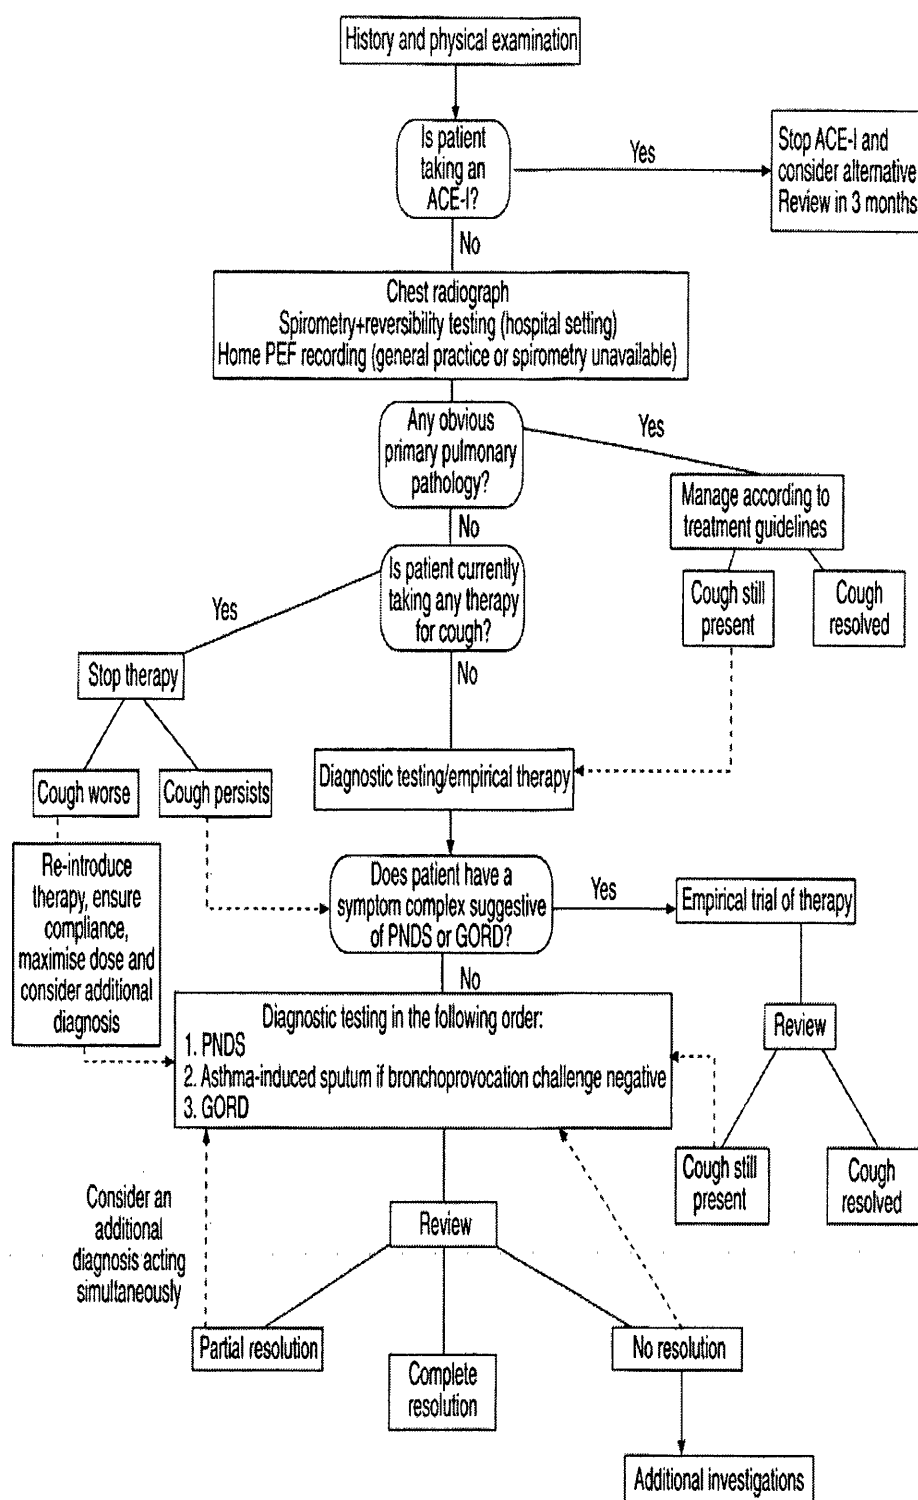 History and physical examination
Is patient
taking an
ACE-I?
Yes
Stop ACE-I and
consider alternative
Review in 3 months
No
Chest radiograph
Spirometry+reversibility testing (hospital setting)
Home PEF recording (general practice or spirometry unavailable)
Any obvious
primary pulmonary
pathology?
Yes
Manage according to
treatment guidelines
No
Cough still
present
Cough
resolved
Is patient currently
taking any therapy
for cough?
Yes
No
Stop therapy
Cough worse
Cough persists
Diagnostic testing/empirical therapy
Re-introduce
therapy, ensure
compliance,
maximise dose and
consider additional
diagnosis
Does patient have a
symptom complex suggestive
of PNDS or GORD?
Yes
Empirical trial of therapy
No
Diagnostic testing in the following order:
1. PNDS
2. Asthma-induced sputum if bronchoprovocation challenge negative
3. GORD
Review
Cough still
present
Cough
resolved
Consider an
additional
diagnosis acting
simultaneously
Review
Partial resolution
Complete
resolution
No resolution
Additional investigations